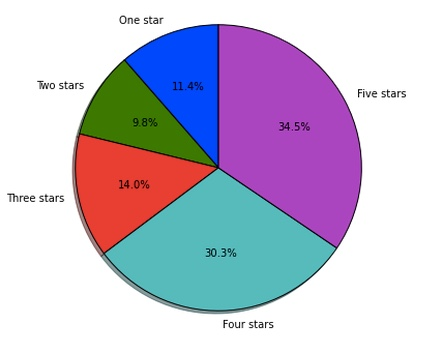 One star
11.4%
Two stars
9.8%
Five stars
34.5%
Three stars
14.0%
30.3%
Four stars